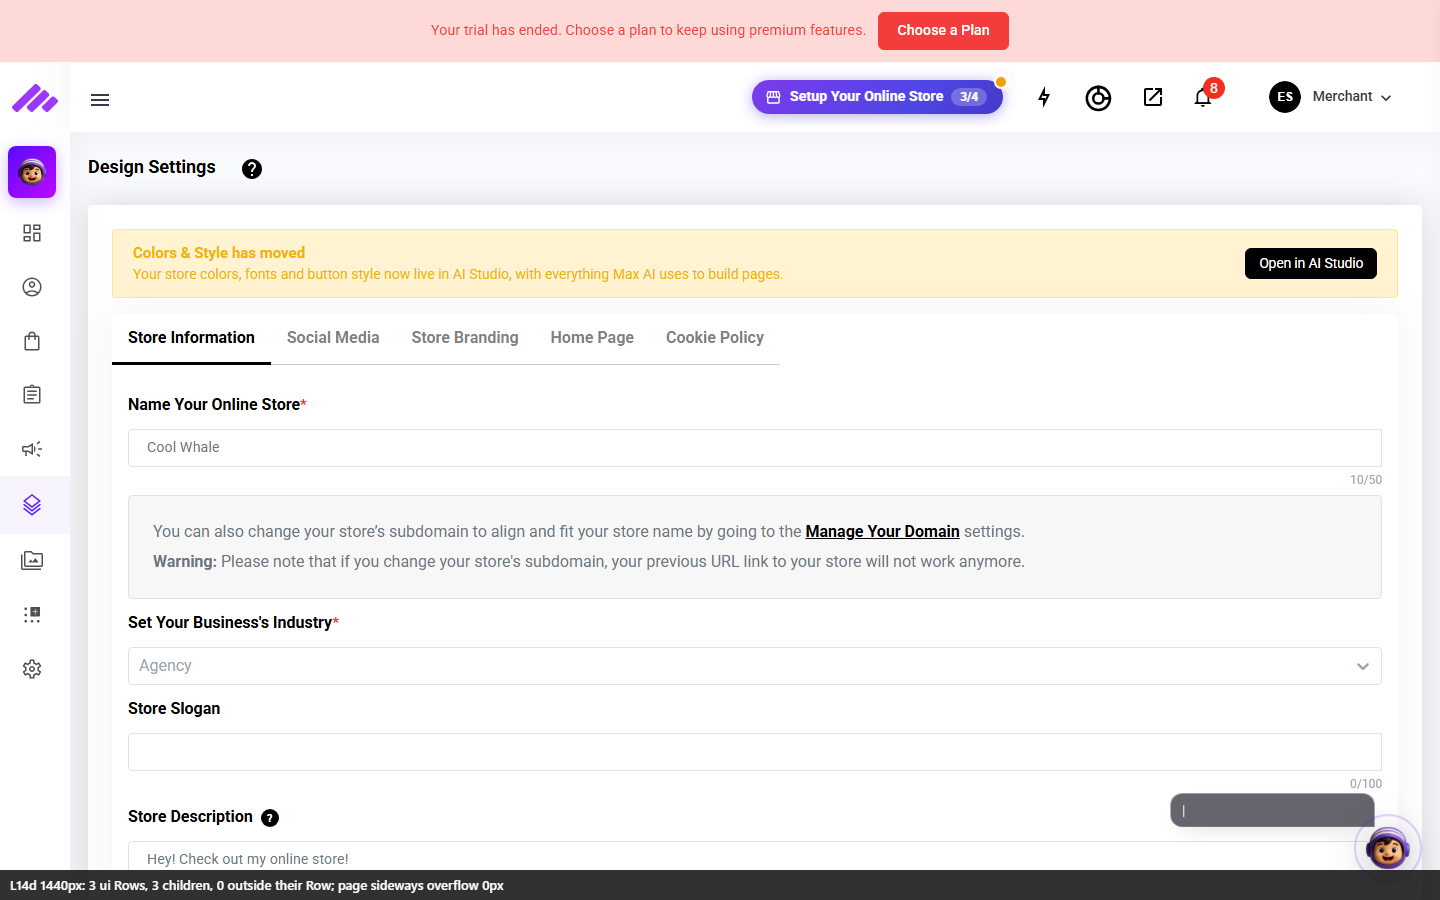 Your trial has ended. Choose a plan to keep using premium features.
Choose a Plan
Setup Your Online Store 3/4
8
ES
Merchant
Design Settings
?
Colors & Style has moved
Your store colors, fonts and button style now live in AI Studio, with everything Max AI uses to build pages.
Open in AI Studio
Store Information
Social Media
Store Branding
Home Page
Cookie Policy
Name Your Online Store*
Cool Whale
10/50
You can also change your store’s subdomain to align and fit your store name by going to the Manage Your Domain settings.
Warning: Please note that if you change your store's subdomain, your previous URL link to your store will not work anymore.
Set Your Business's Industry*
Agency
Store Slogan
0/100
Store Description ?
|
Hey! Check out my online store!
L14d 1440px: 3 ui Rows, 3 children, 0 outside their Row; page sideways overflow 0px